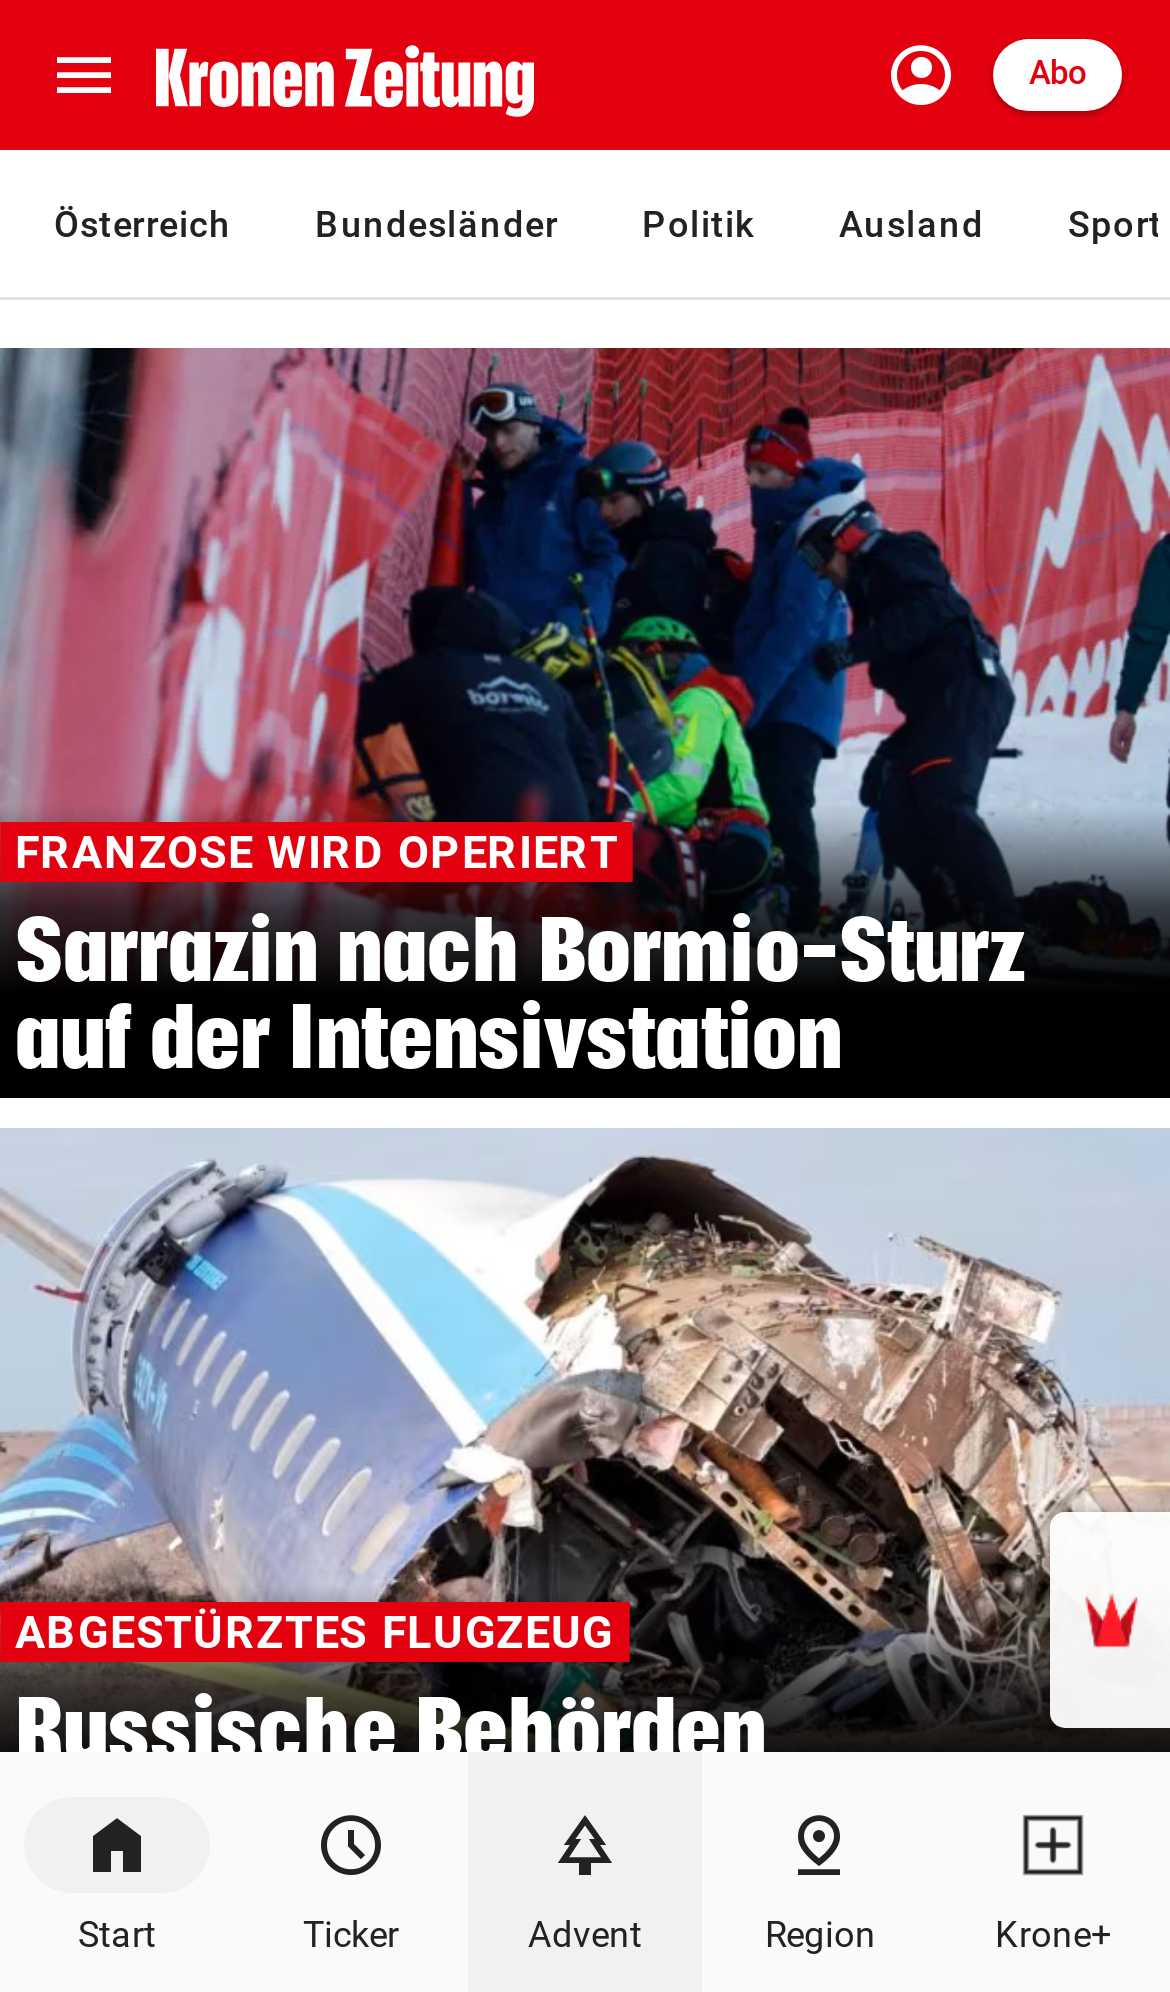 Kronen Zeitung
Abo
Österreich Bundesländer Politik Ausland Sport
FRANZOSE WIRD OPERIERT
Sarrazin nach Bormio-Sturz
auf der Intensivstation
ABGESTÜRZTES FLUGZEUG
Russische Behörden
Start Ticker Advent Region Krone+